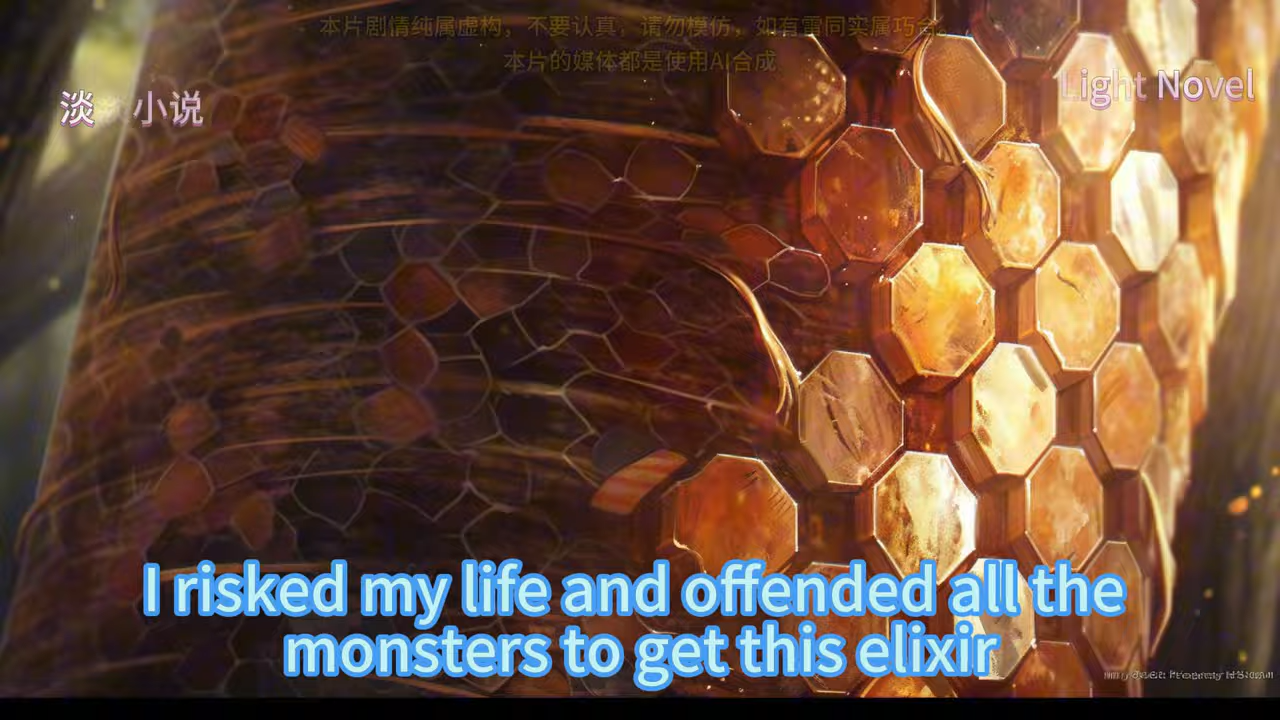 本片剧情纯属虚构，不要认真，请勿模仿，如有雷同实属巧合。
本片的媒体都是使用AI合成
淡 小说
Light Novel
I risked my life and offended all the
monsters to get this elixir